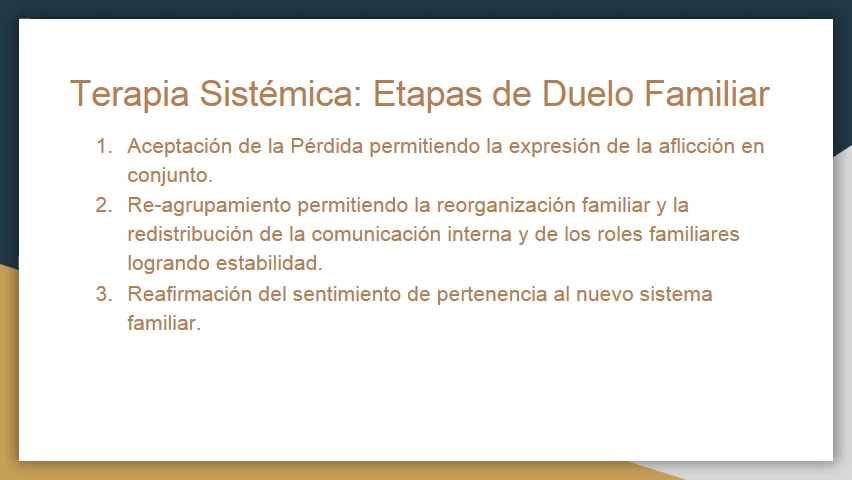 Terapia Sistémica: Etapas de Duelo Familiar
1. Aceptación de la Pérdida permitiendo la expresión de la aflicción en
conjunto.
2. Re-agrupamiento permitiendo la reorganización familiar y la
redistribución de la comunicación interna y de los roles familiares
logrando estabilidad.
3. Reafirmación del sentimiento de pertenencia al nuevo sistema
familiar.